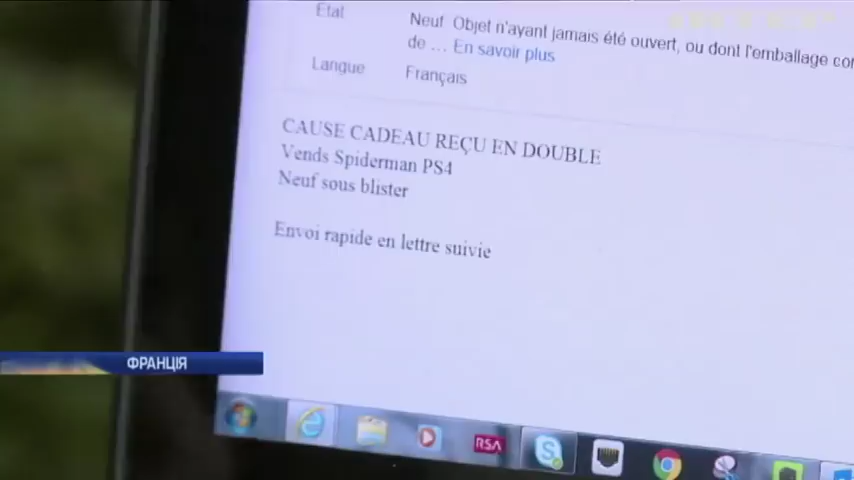 État
Neuf Objet n'ayant jamais été ouvert, ou dont l'emballage
de ... En savoir plus
Langue
Français
CAUSE CADEAU REÇU EN DOUBLE
Vends Spiderman PS4
Neuf sous blister
Envoi rapide en lettre suivie
ФРАНЦІЯ
RSA